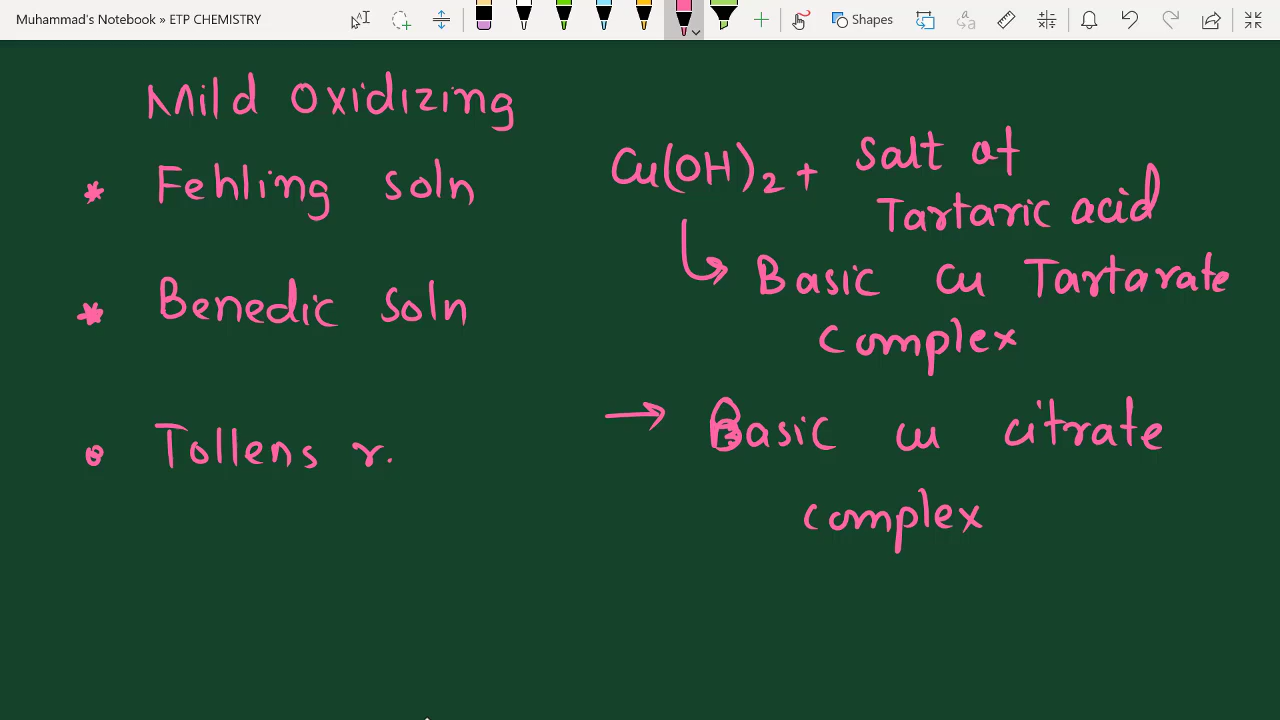 Muhammad's Notebook » ETP CHEMISTRY
Shapes
Mild Oxidizing
* Fehling soln
Cu(OH)2 + Salt of
Tartaric acid
↳ Basic Cu Tartarate
complex
* Benedic Soln
→ Basic Cu citrate
complex
• Tollens r.